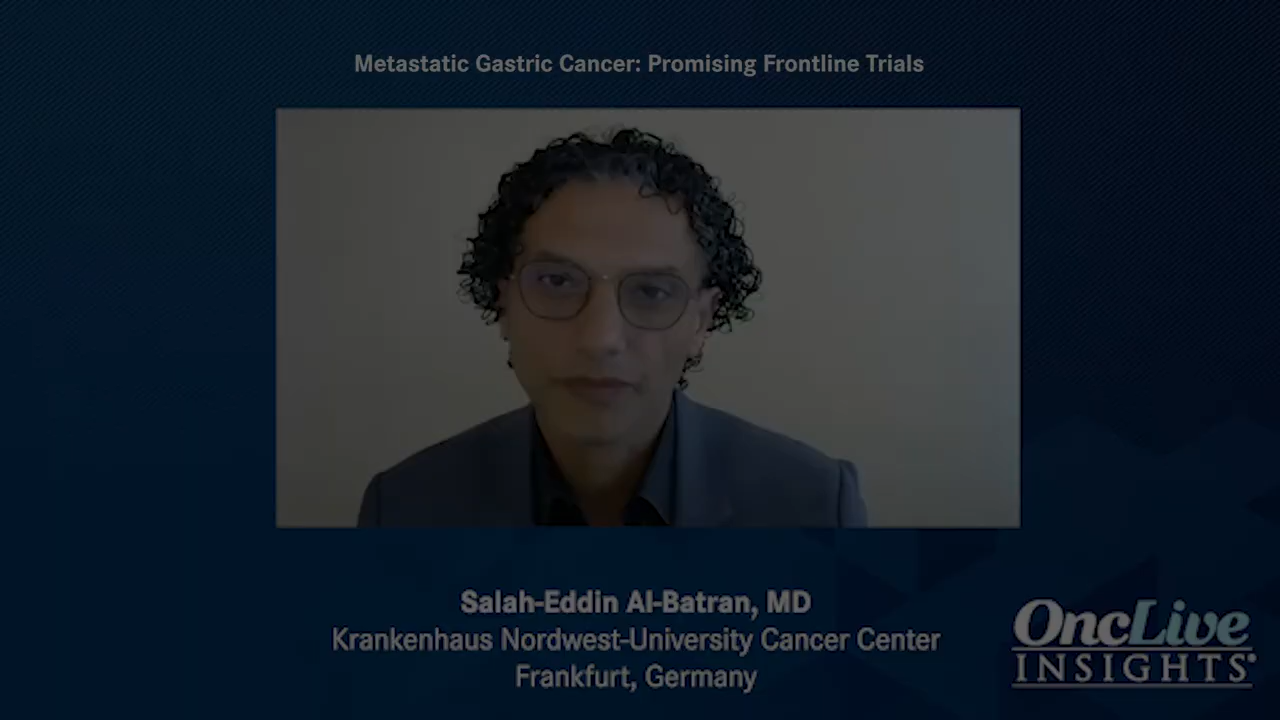 Metastatic Gastric Cancer: Promising Frontline Trials
Salah-Eddin Al-Batran, MD
Krankenhaus Nordwest-University Cancer Center
Frankfurt, Germany
OncLive
INSIGHTS®